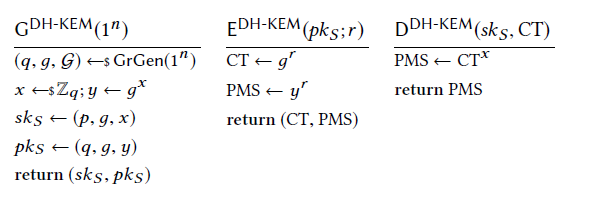 G^DH-KEM(1^n)
(q, g, 𝒢) ←$ GrGen(1^n)
x ←$ ℤ_q; y ← g^x
sk_S ← (p, g, x)
pk_S ← (q, g, y)
return (sk_S, pk_S)
E^DH-KEM(pk_S; r)
CT ← g^r
PMS ← y^r
return (CT, PMS)
D^DH-KEM(sk_S, CT)
PMS ← CT^x
return PMS